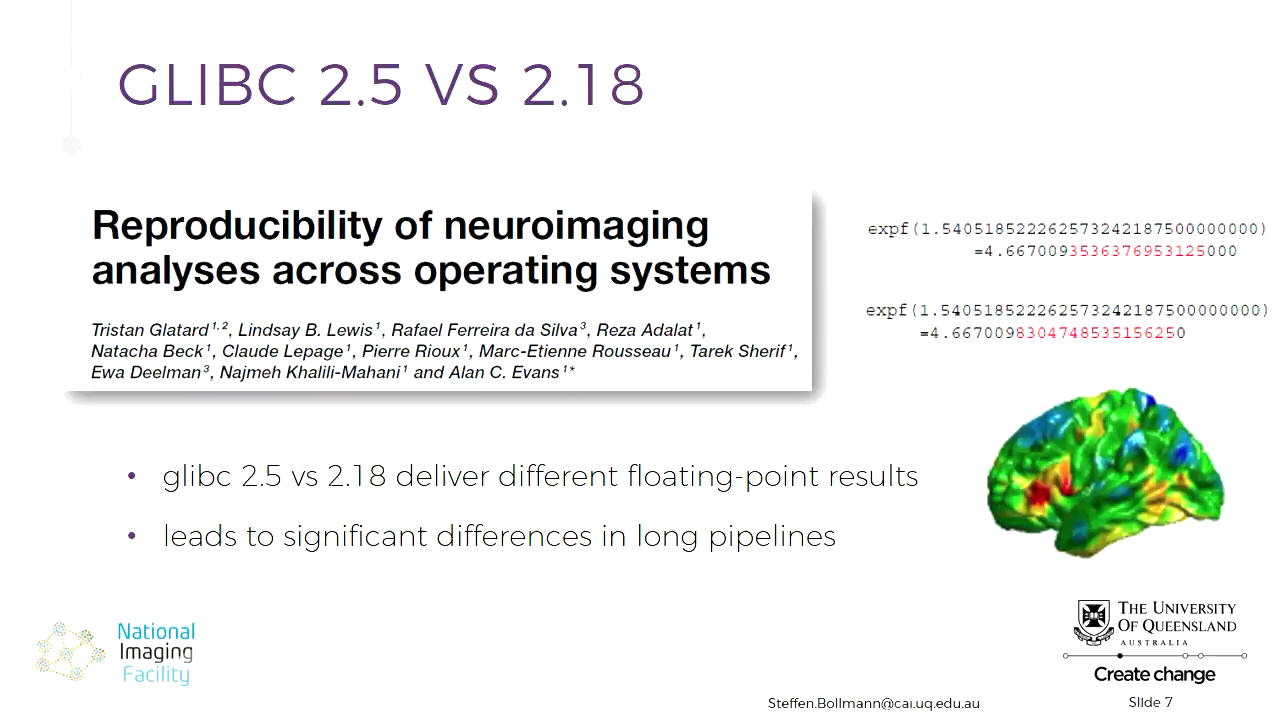 GLIBC 2.5 VS 2.18
Reproducibility of neuroimaging
analyses across operating systems
Tristan Glatard 1,2, Lindsay B. Lewis 1, Rafael Ferreira da Silva 3, Reza Adalat 1,
Natacha Beck 1, Claude Lepage 1, Pierre Rioux 1, Marc-Etienne Rousseau 1, Tarek Sherif 1,
Ewa Deelman 3, Najmeh Khalili-Mahani 1 and Alan C. Evans 1*
expf(1.540518522262573242187500000000)
=4.6670093536376953125000
expf(1.540518522262573242187500000000)
=4.6670098304748535156250
• glibc 2.5 vs 2.18 deliver different floating-point results
• leads to significant differences in long pipelines
National
Imaging
Facility
THE UNIVERSITY
OF QUEENSLAND
AUSTRALIA
Create change
Steffen.Bollmann@cai.uq.edu.au
Slide 7